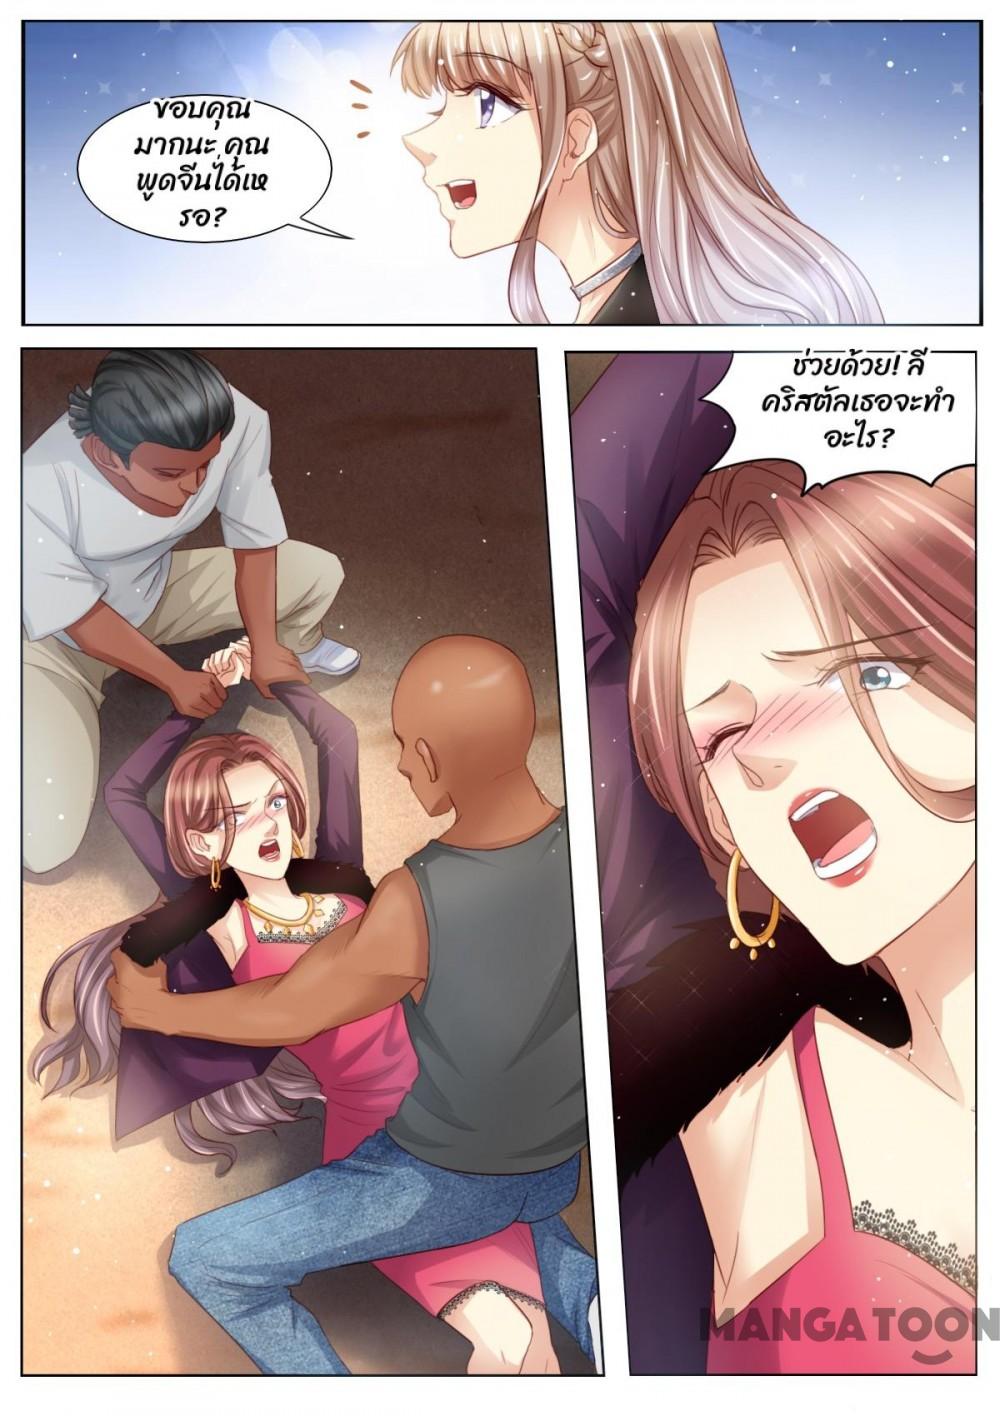 ขอบคุณ
มากนะ คุณ
พูดจีนได้เห
รอ?
ช่วยด้วย! ลี
คริสตัลเธอจะทำ
อะไร?
MANGATOON